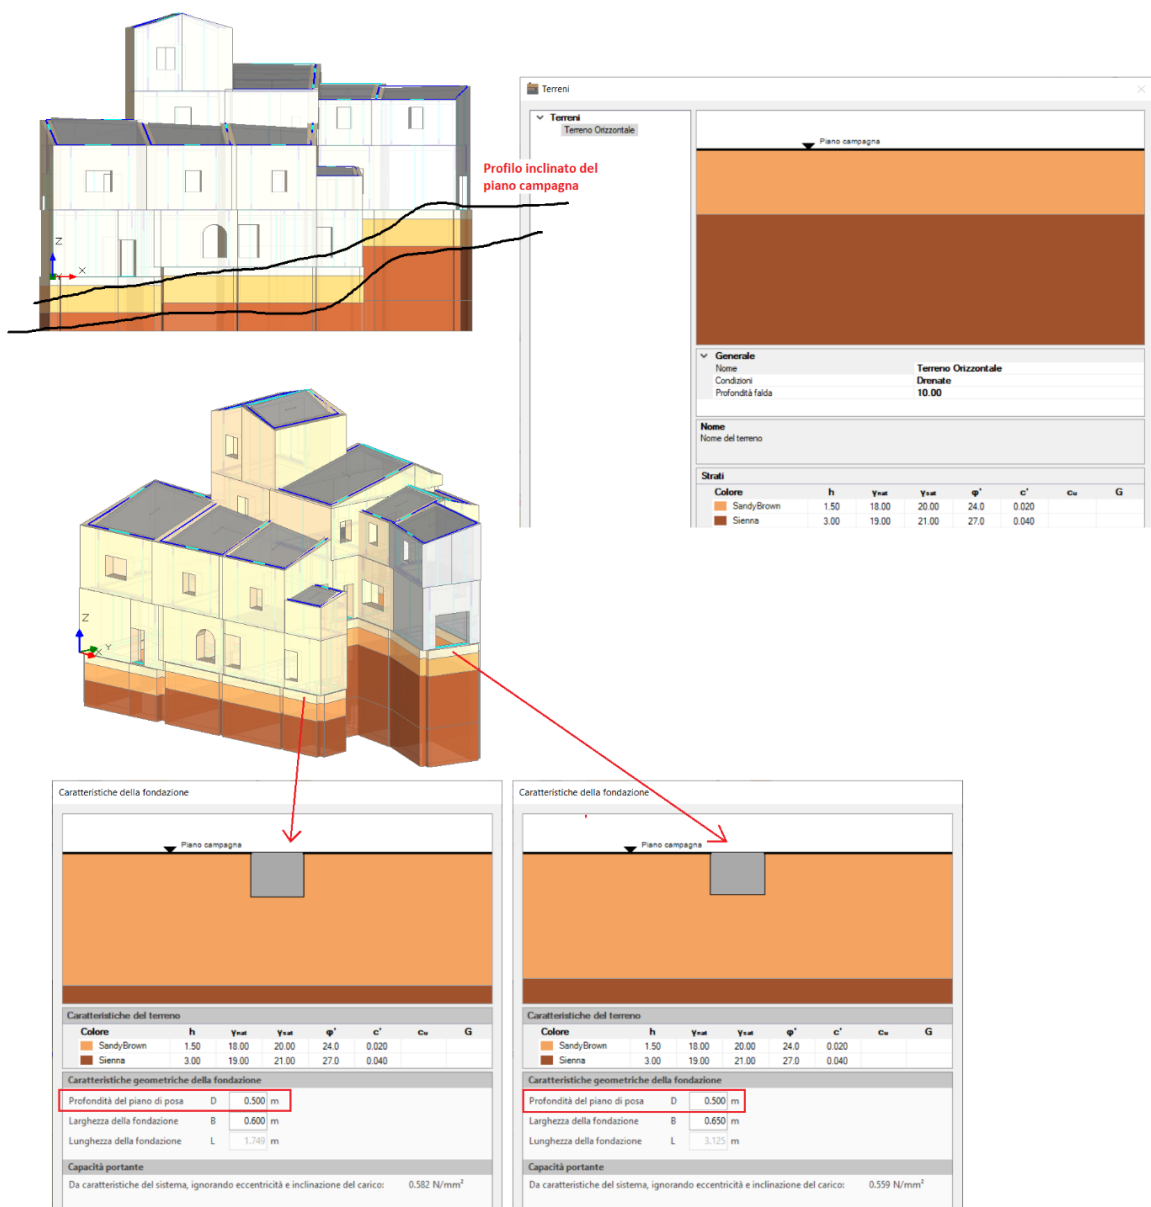 Profilo inclinato del
piano campagna
Z
X
Y
Terreni
Terreni
Terreno Orizzontale
Piano campagna
Generale
Nome Terreno Orizzontale
Condizioni Drenate
Profondità falda 10.00
Nome
Nome del terreno
Strati
Colore h γnat γsat φ' c' cu G
SandyBrown 1.50 18.00 20.00 24.0 0.020
Sienna 3.00 19.00 21.00 27.0 0.040
Z
Y
X
Caratteristiche della fondazione
Piano campagna
Caratteristiche del terreno
Colore h γnat γsat φ' c' cu G
SandyBrown 1.50 18.00 20.00 24.0 0.020
Sienna 3.00 19.00 21.00 27.0 0.040
Caratteristiche geometriche della fondazione
Profondità del piano di posa D 0.500 m
Larghezza della fondazione B 0.600 m
Lunghezza della fondazione L 1.749 m
Capacità portante
Da caratteristiche del sistema, ignorando eccentricità e inclinazione del carico: 0.582 N/mm²
Caratteristiche della fondazione
Piano campagna
Caratteristiche del terreno
Colore h γnat γsat φ' c' cu G
SandyBrown 1.50 18.00 20.00 24.0 0.020
Sienna 3.00 19.00 21.00 27.0 0.040
Caratteristiche geometriche della fondazione
Profondità del piano di posa D 0.500 m
Larghezza della fondazione B 0.650 m
Lunghezza della fondazione L 3.125 m
Capacità portante
Da caratteristiche del sistema, ignorando eccentricità e inclinazione del carico: 0.559 N/mm²